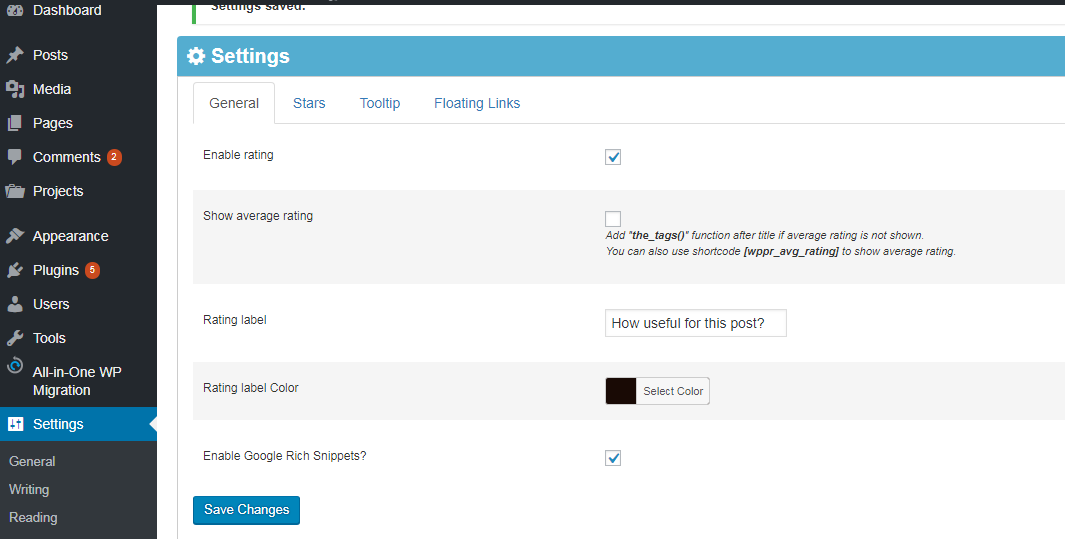 Settings saved.
Dashboard
Posts
Media
Pages
Comments 2
Projects
Appearance
Plugins 5
Users
Tools
All-in-One WP
Migration
Settings
General
Writing
Reading
Settings
General Stars Tooltip Floating Links
Enable rating
Show average rating
Add "the_tags()" function after title if average rating is not shown.
You can also use shortcode [wppr_avg_rating] to show average rating.
Rating label
How useful for this post?
Rating label Color
Select Color
Enable Google Rich Snippets?
Save Changes